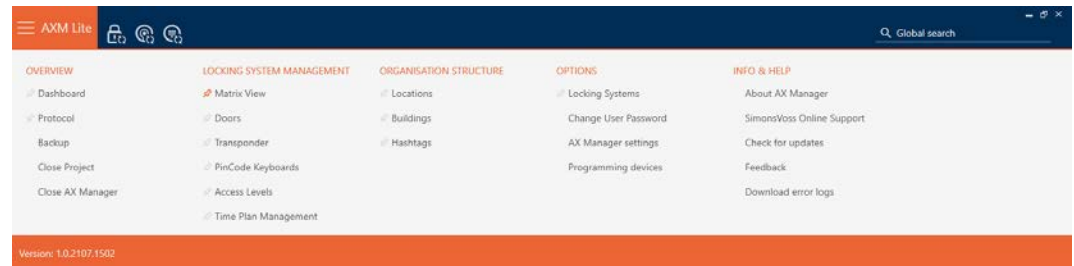 AXM Lite
Global search
OVERVIEW
Dashboard
Protocol
Backup
Close Project
Close AX Manager
LOCKING SYSTEM MANAGEMENT
Matrix View
Doors
Transponder
PinCode Keyboards
Access Levels
Time Plan Management
ORGANISATION STRUCTURE
Locations
Buildings
Hashtags
OPTIONS
Locking Systems
Change User Password
AX Manager settings
Programming devices
INFO & HELP
About AX Manager
SimonsVoss Online Support
Check for updates
Feedback
Download error logs
Version: 1.0.2107.1502